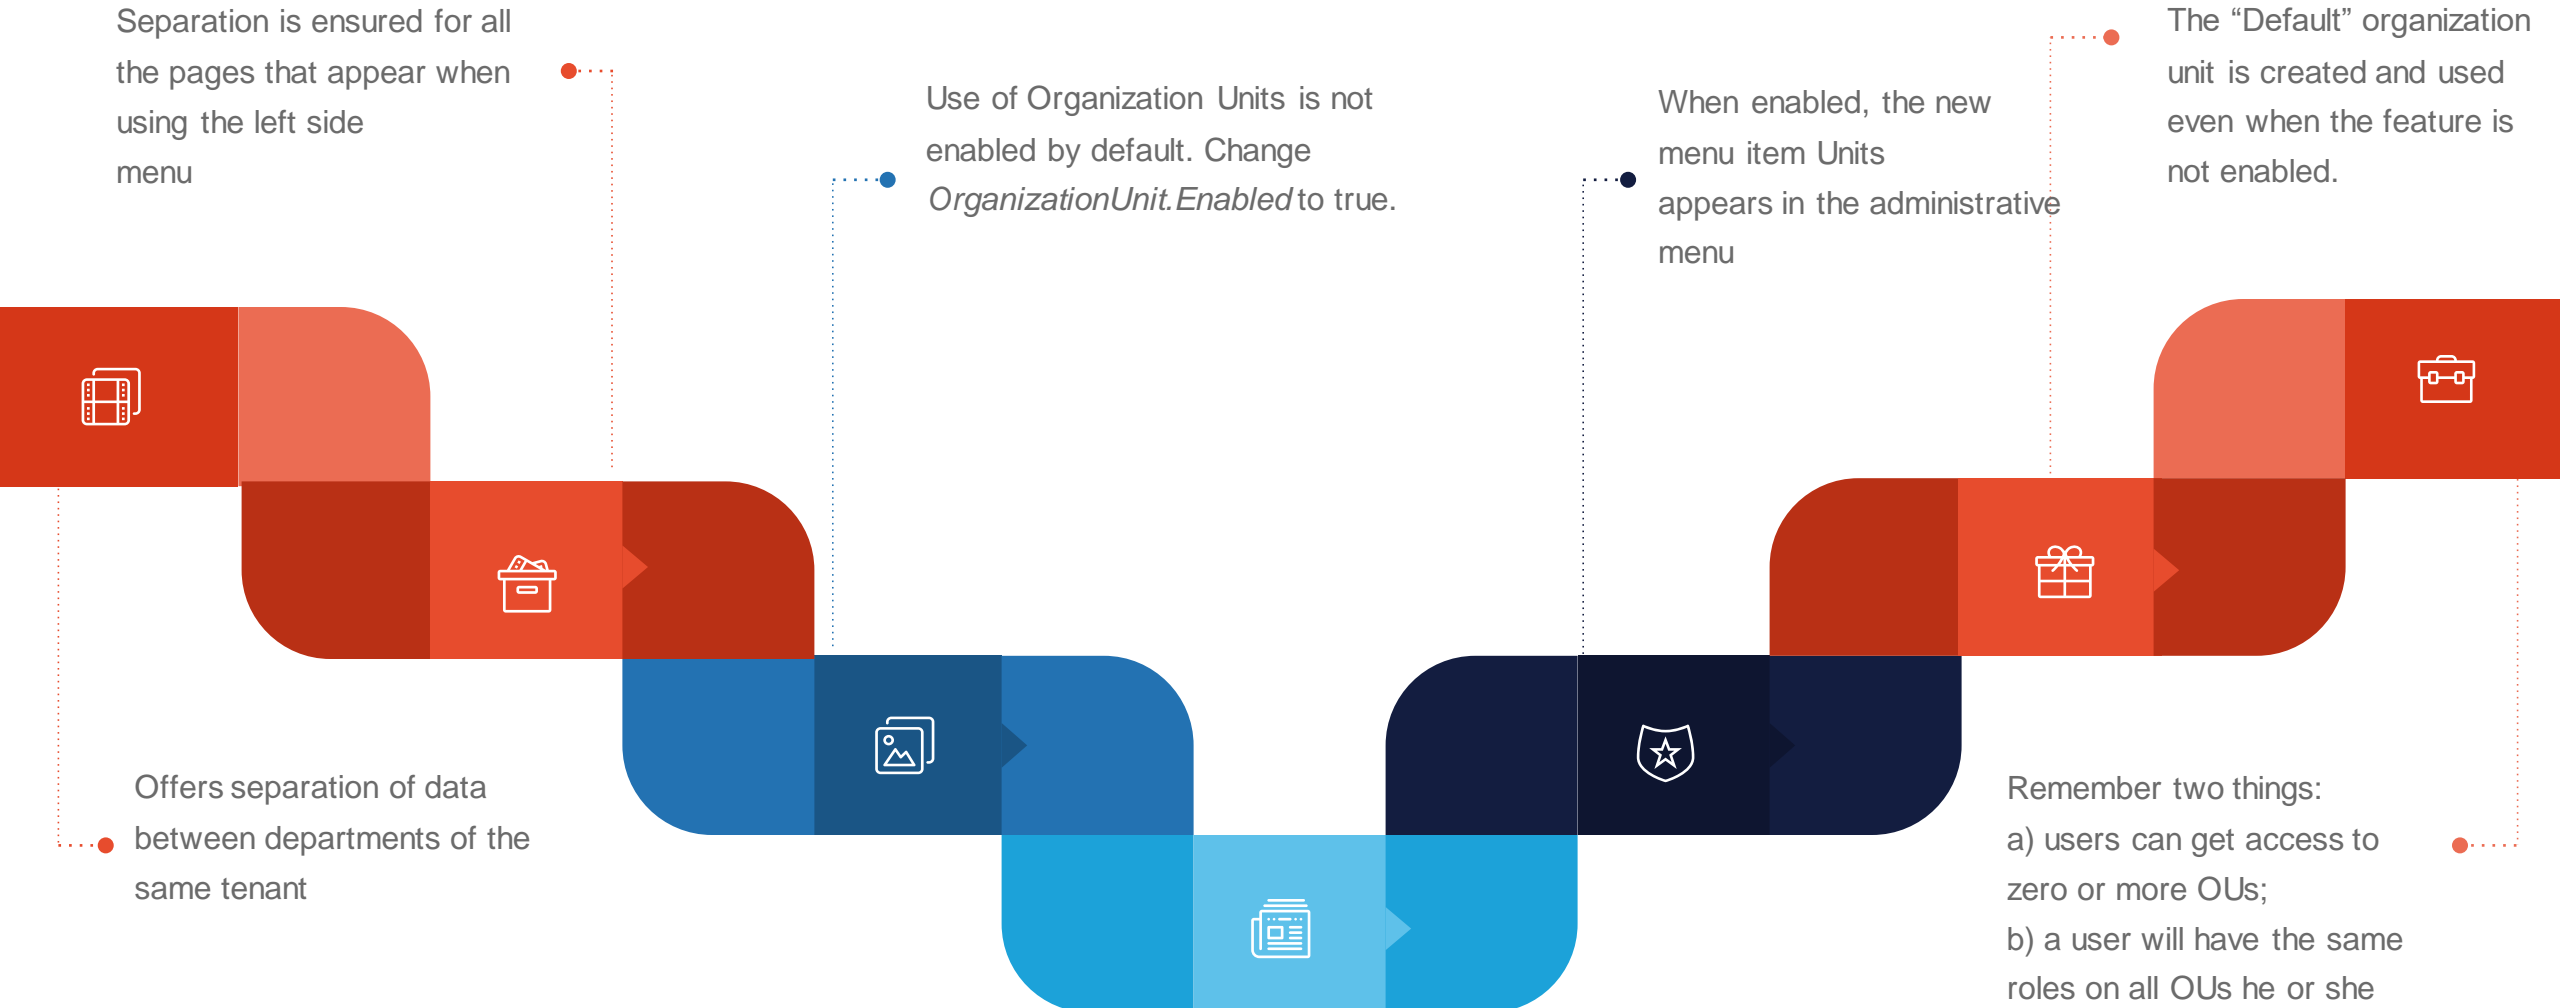 Separation is ensured for all
the pages that appear when
using the left side
menu
Use of Organization Units is not
enabled by default. Change
OrganizationUnit.Enabled to true.
When enabled, the new
menu item Units
appears in the administrative
menu
The “Default” organization
unit is created and used
even when the feature is
not enabled.
Offers separation of data
between departments of the
same tenant
Remember two things:
a) users can get access to
zero or more OUs;
b) a user will have the same
roles on all OUs he or she